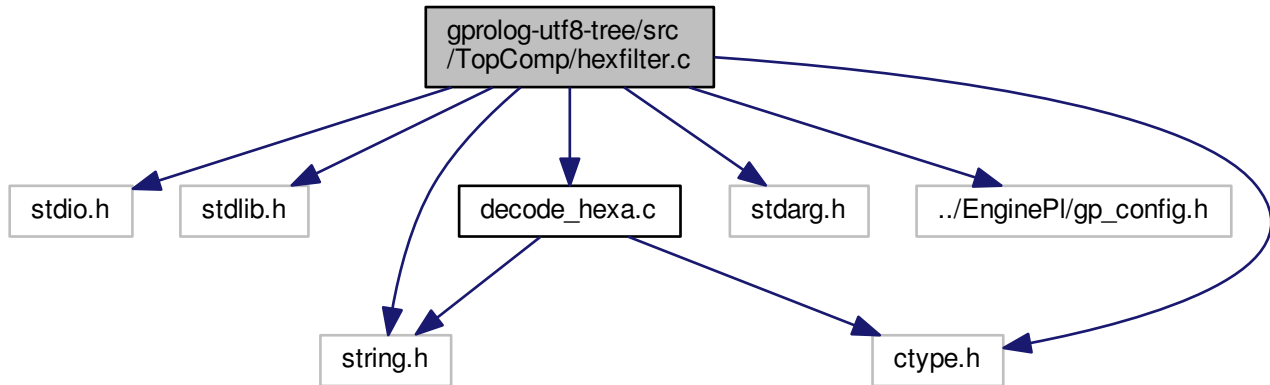 gprolog-utf8-tree/src
/TopComp/hexfilter.c
stdio.h
stdlib.h
decode_hexa.c
stdarg.h
../EnginePl/gp_config.h
string.h
ctype.h